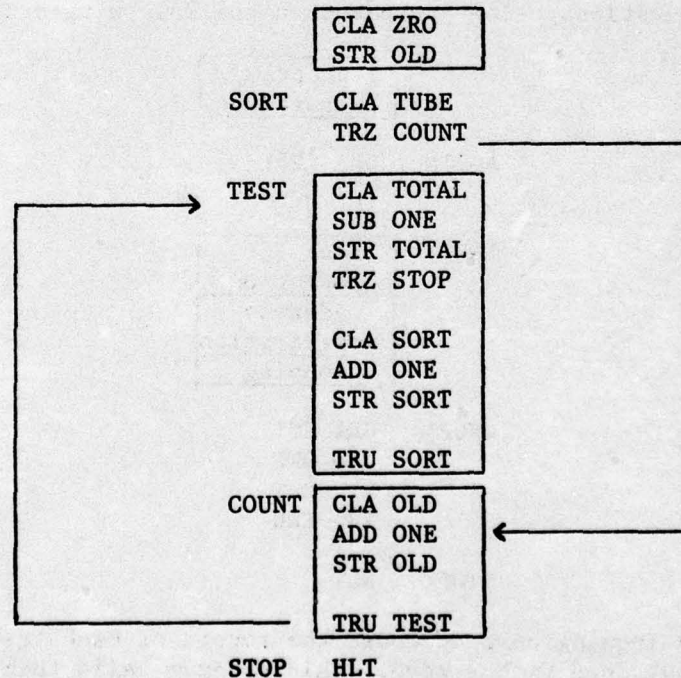 CLA ZRO
STR OLD
SORT CLA TUBE
TRZ COUNT
TEST CLA TOTAL
SUB ONE
STR TOTAL
TRZ STOP
CLA SORT
ADD ONE
STR SORT
TRU SORT
COUNT CLA OLD
ADD ONE
STR OLD
TRU TEST
STOP HLT